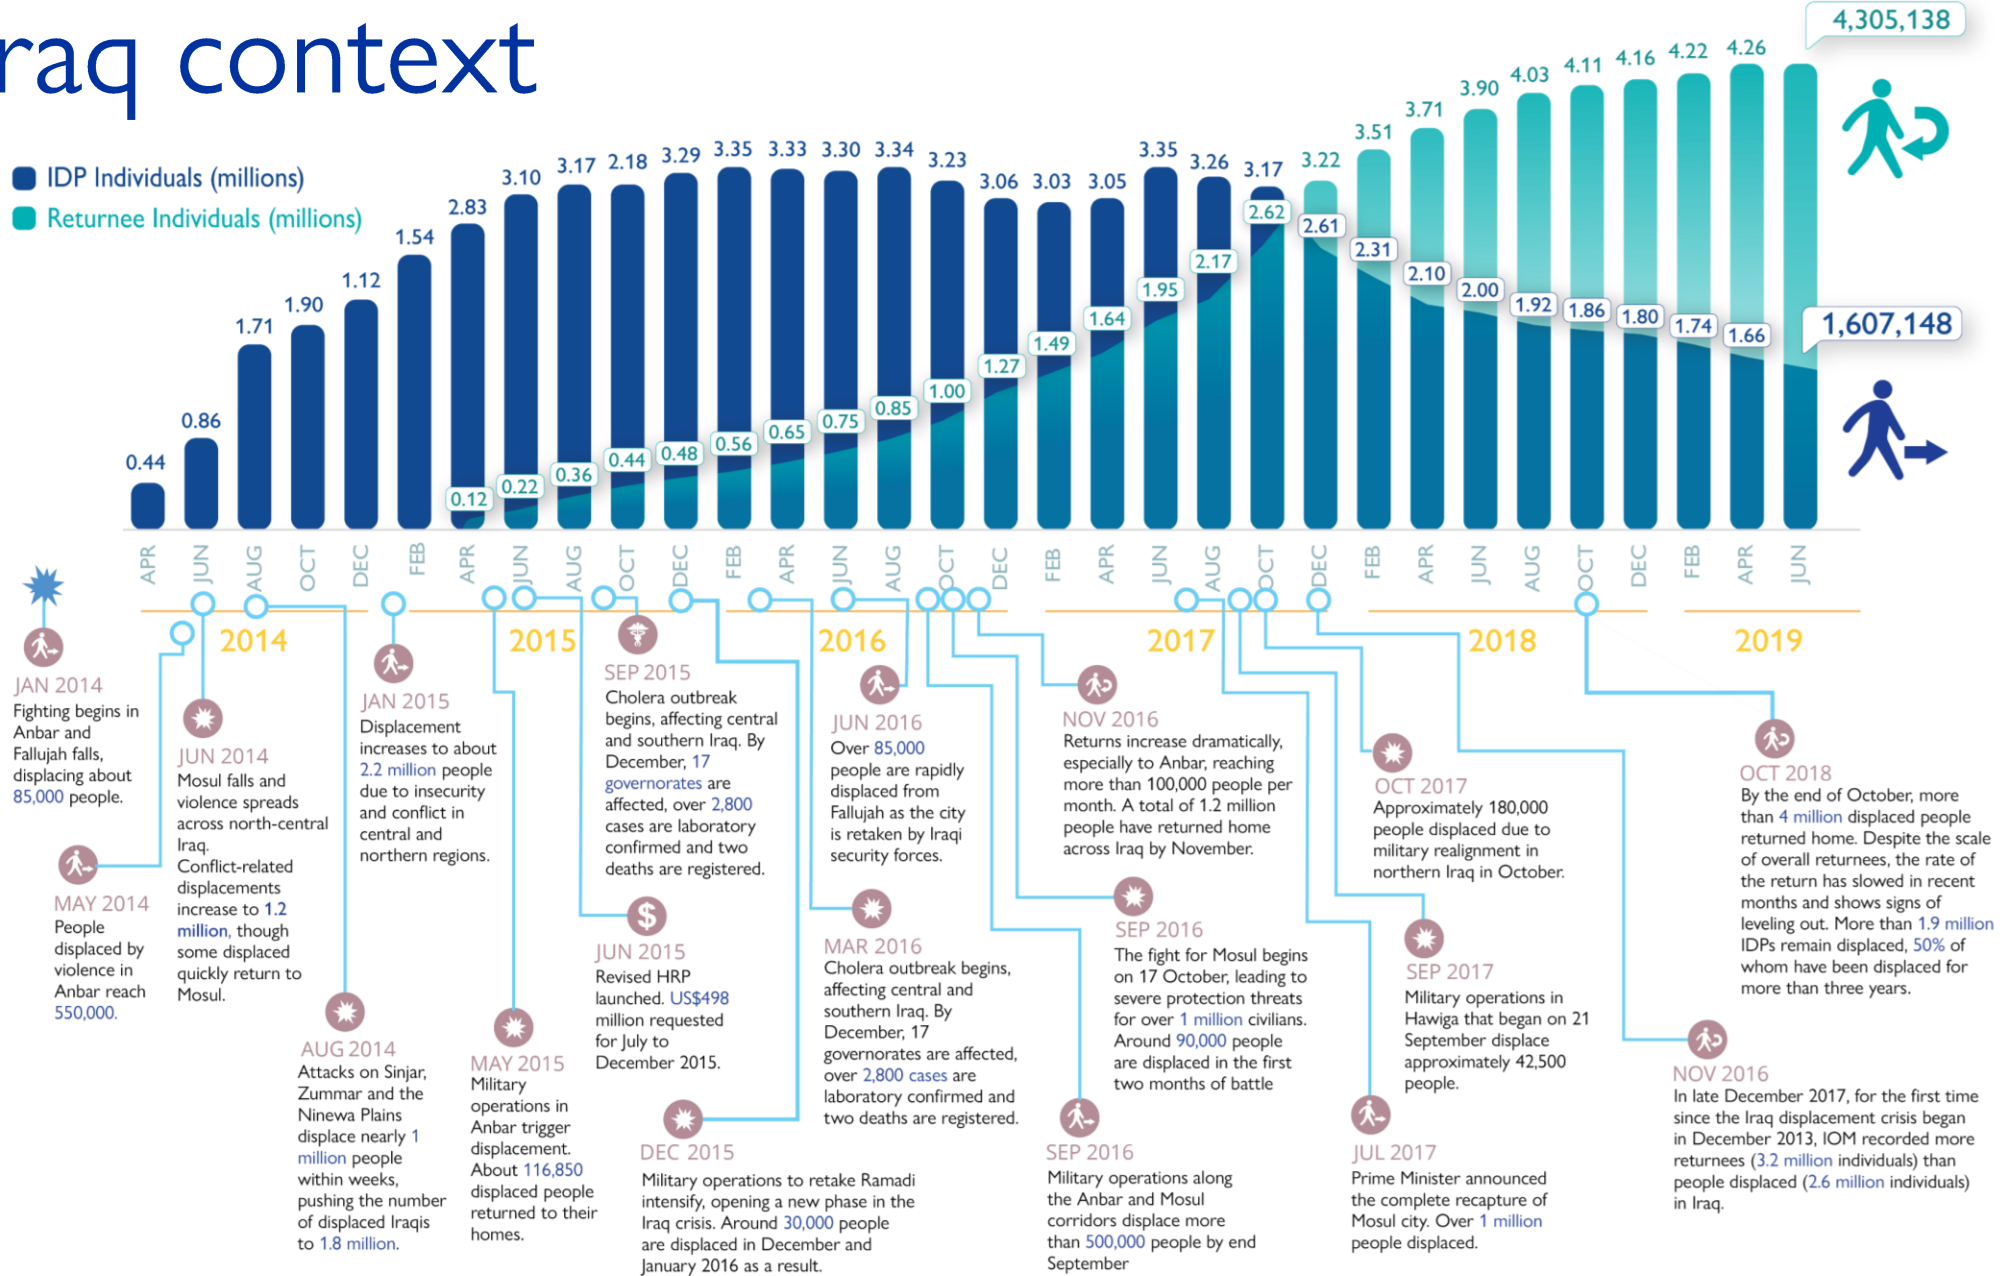 raq context
IDP Individuals (millions)
Returnee Individuals (millions)
0.44
0.86
1.71
1.90
1.12
1.54
2.83
3.10
3.17
2.18
3.29
3.35
3.33
3.30
3.34
3.23
3.06
3.03
3.05
3.35
3.26
3.17
3.22
3.51
3.71
3.90
4.03
4.11
4.16
4.22
4.26
4,305,138
0.12
0.22
0.36
0.44
0.48
0.56
0.65
0.75
0.85
1.00
1.27
1.49
1.64
1.95
2.17
2.62
2.61
2.31
2.10
2.00
1.92
1.86
1.80
1.74
1.66
1,607,148
APR
JUN
AUG
OCT
DEC
FEB
APR
JUN
AUG
OCT
DEC
FEB
APR
JUN
AUG
OCT
DEC
FEB
APR
JUN
AUG
OCT
DEC
FEB
APR
JUN
AUG
OCT
DEC
FEB
APR
JUN
2014
2015
2016
2017
2018
2019
JAN 2014
Fighting begins in
Anbar and
Fallujah falls,
displacing about
85,000 people.
MAY 2014
People
displaced by
violence in
Anbar reach
550,000.
JUN 2014
Mosul falls and
violence spreads
across north-central
Iraq.
Conflict-related
displacements
increase to 1.2
million, though
some displaced
quickly return to
Mosul.
AUG 2014
Attacks on Sinjar,
Zummar and the
Ninewa Plains
displace nearly 1
million people
within weeks,
pushing the number
of displaced Iraqis
to 1.8 million.
JAN 2015
Displacement
increases to about
2.2 million people
due to insecurity
and conflict in
central and
northern regions.
MAY 2015
Military
operations in
Anbar trigger
displacement.
About 116,850
displaced people
returned to their
homes.
SEP 2015
Cholera outbreak
begins, affecting central
and southern Iraq. By
December, 17
governorates are
affected, over 2,800
cases are laboratory
confirmed and two
deaths are registered.
$
JUN 2015
Revised HRP
launched. US$498
million requested
for July to
December 2015.
DEC 2015
Military operations to retake Ramadi
intensify, opening a new phase in the
Iraq crisis. Around 30,000 people
are displaced in December and
January 2016 as a result.
JUN 2016
Over 85,000
people are rapidly
displaced from
Fallujah as the city
is retaken by Iraqi
security forces.
MAR 2016
Cholera outbreak begins,
affecting central and
southern Iraq. By
December, 17
governorates are affected,
over 2,800 cases are
laboratory confirmed and
two deaths are registered.
NOV 2016
Returns increase dramatically,
especially to Anbar, reaching
more than 100,000 people per
month. A total of 1.2 million
people have returned home
across Iraq by November.
SEP 2016
The fight for Mosul begins
on 17 October, leading to
severe protection threats
for over 1 million civilians.
Around 90,000 people
are displaced in the first
two months of battle
SEP 2016
Military operations along
the Anbar and Mosul
corridors displace more
than 500,000 people by end
September
OCT 2017
Approximately 180,000
people displaced due to
military realignment in
northern Iraq in October.
SEP 2017
Military operations in
Hawiga that began on 21
September displace
approximately 42,500
people.
JUL 2017
Prime Minister announced
the complete recapture of
Mosul city. Over 1 million
people displaced.
OCT 2018
By the end of October, more
than 4 million displaced people
returned home. Despite the scale
of overall returnees, the rate of
the return has slowed in recent
months and shows signs of
leveling out. More than 1.9 million
IDPs remain displaced, 50% of
whom have been displaced for
more than three years.
NOV 2016
In late December 2017, for the first time
since the Iraq displacement crisis began
in December 2013, IOM recorded more
returnees (3.2 million individuals) than
people displaced (2.6 million individuals)
in Iraq.